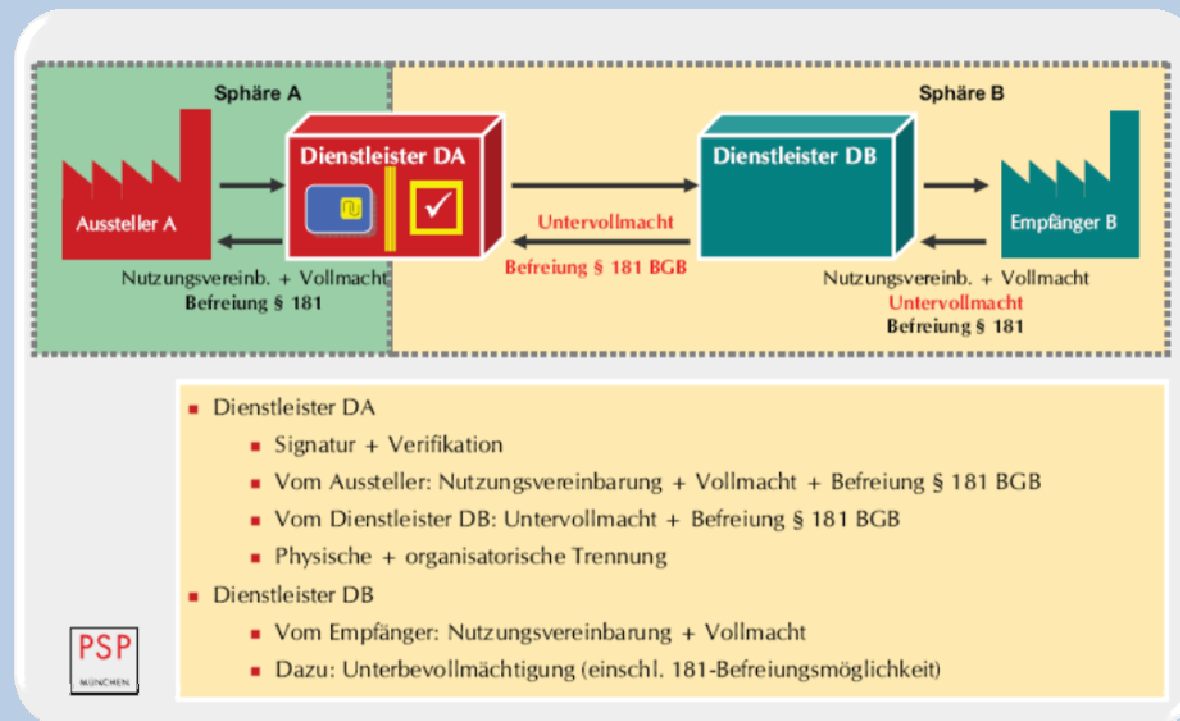 Sphäre A
Sphäre B
Dienstleister DA
Dienstleister DB
Aussteller A
Empfänger B
Untervollmacht
Befreiung § 181 BGB
Nutzungsvereinb. + Vollmacht
Befreiung § 181
Nutzungsvereinb. + Vollmacht
Untervollmacht
Befreiung § 181
Dienstleister DA
Signatur + Verifikation
Vom Aussteller: Nutzungsvereinbarung + Vollmacht + Befreiung § 181 BGB
Vom Dienstleister DB: Untervollmacht + Befreiung § 181 BGB
Physische + organisatorische Trennung
Dienstleister DB
Vom Empfänger: Nutzungsvereinbarung + Vollmacht
Dazu: Unterbevollmächtigung (einschl. 181-Befreiungsmöglichkeit)
PSP
MÜNCHEN